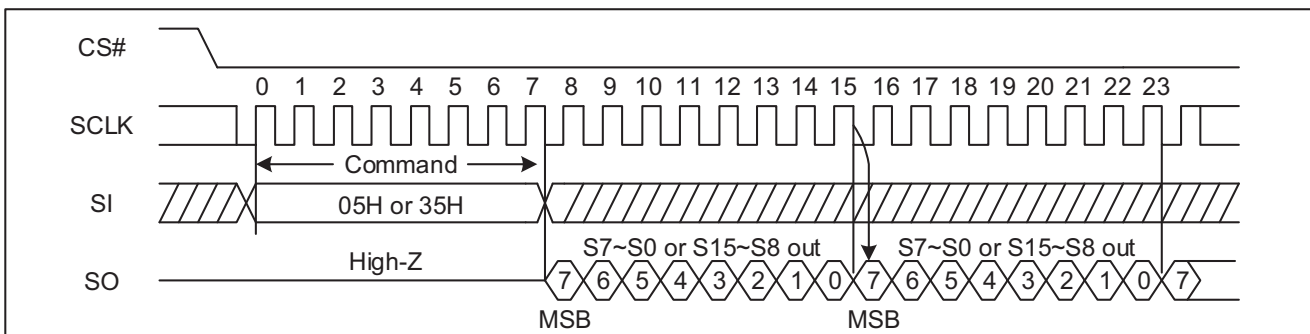 CS#
0 1 2 3 4 5 6 7 8 9 10 11 12 13 14 15 16 17 18 19 20 21 22 23
SCLK
Command
SI
05H or 35H
S7~S0 or S15~S8 out S7~S0 or S15~S8 out
High-Z
SO
7 6 5 4 3 2 1 0 7 6 5 4 3 2 1 0 7
MSB MSB